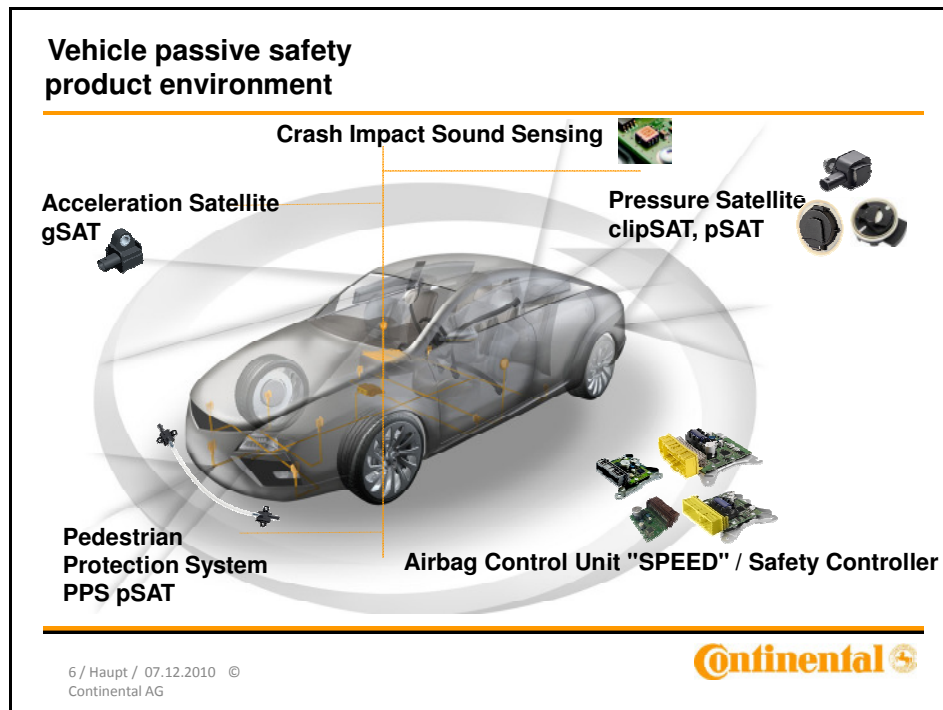 Vehicle passive safety
product environment
Crash Impact Sound Sensing
Acceleration Satellite
gSAT
Pressure Satellite
clipSAT, pSAT
Pedestrian
Protection System
PPS pSAT
Airbag Control Unit "SPEED" / Safety Controller
6 / Haupt / 07.12.2010 ©
Continental AG
Continental